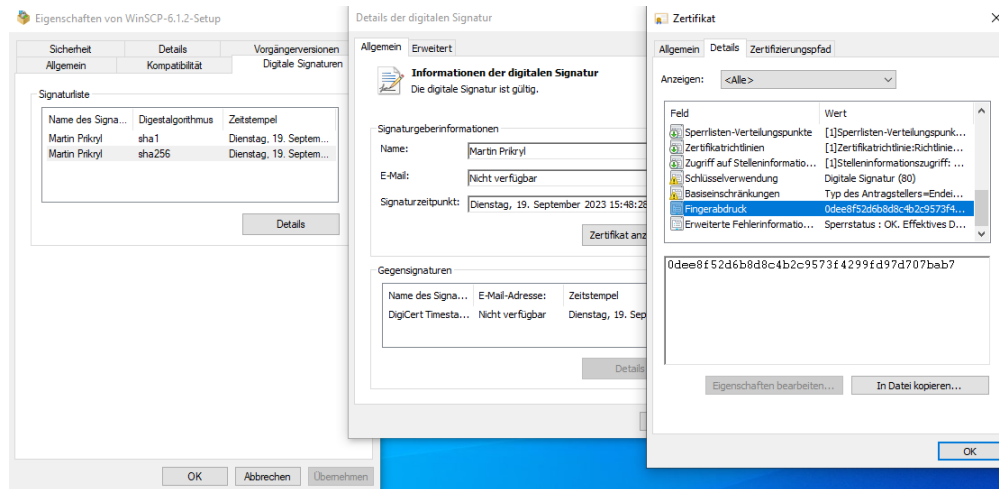 Eigenschaften von WinSCP-6.1.2-Setup
Sicherheit Details Vorgängerversionen
Allgemein Kompatibilität Digitale Signaturen
Signaturliste
Name des Signa... Digestalgorithmus Zeitstempel
Martin Prikryl sha1 Dienstag, 19. Septem...
Martin Prikryl sha256 Dienstag, 19. Septem...
Details
OK Abbrechen Übernehmen
Details der digitalen Signatur
Allgemein Erweitert
Informationen der digitalen Signatur
Die digitale Signatur ist gültig.
Signaturgeberinformationen
Name: Martin Prikryl
E-Mail: Nicht verfügbar
Signaturzeitpunkt: Dienstag, 19. September 2023 15:48:28
Zertifikat anz
Gegensignaturen
Name des Signa... E-Mail-Adresse: Zeitstempel
DigiCert Timesta... Nicht verfügbar Dienstag, 19. Sep
Details
Zertifikat
Allgemein Details Zertifizierungspfad
Anzeigen: <Alle>
Feld Wert
Sperrlisten-Verteilungspunkte [1]Sperrlisten-Verteilungspunk...
Zertifikatrichtlinien [1]Zertifikatrichtlinie:Richtlinie...
Zugriff auf Stelleninformatio... [1]Stelleninformationszugriff: ...
Schlüsselverwendung Digitale Signatur (80)
Basiseinschränkungen Typ des Antragstellers=Endei...
Fingerabdruck 0dee8f52d6b8d8c4b2c9573f4...
Erweiterte Fehlerinformatio... Sperrstatus : OK. Effektives D...
0dee8f52d6b8d8c4b2c9573f4299fd97d707bab7
Eigenschaften bearbeiten... In Datei kopieren...
OK